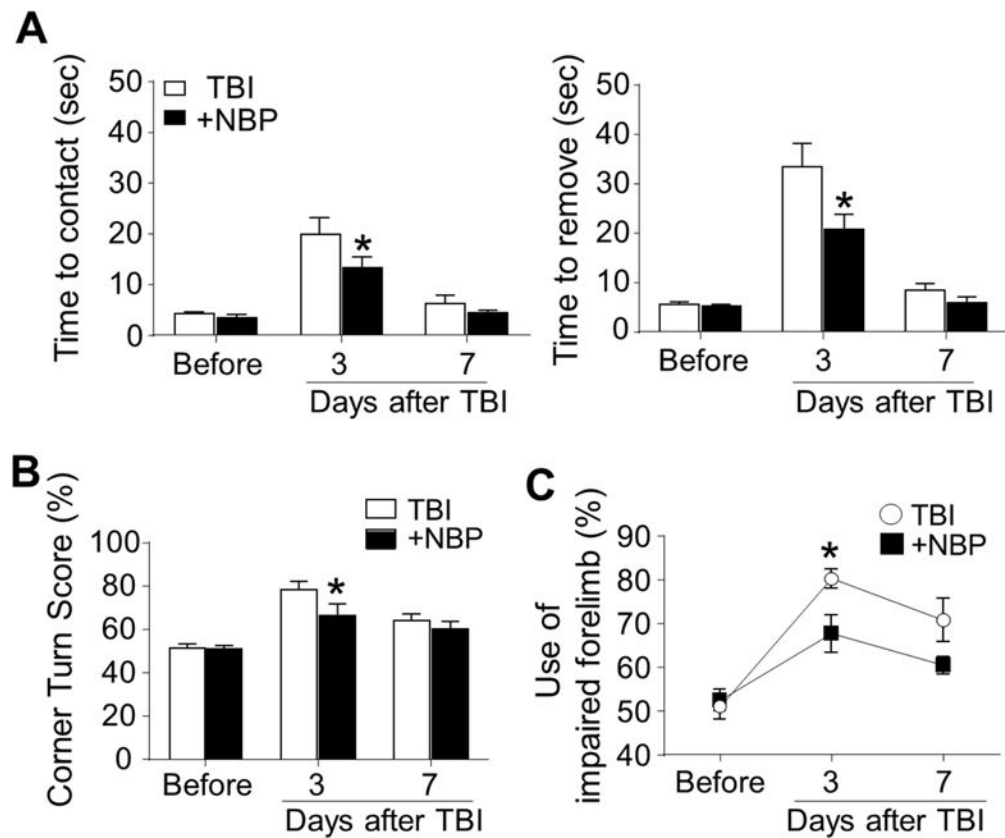 A
Time to contact (sec)
50
40
30
20
10
0
TBI
+NBP
*
Before
3
7
Days after TBI
Time to remove (sec)
50
40
30
20
10
0
*
Before
3
7
Days after TBI
B
Corner Turn Score (%)
100
80
60
40
20
0
TBI
+NBP
*
Before
3
7
Days after TBI
C
Use of
impaired forelimb (%)
90
80
70
60
50
40
TBI
+NBP
*
Before
3
7
Days after TBI